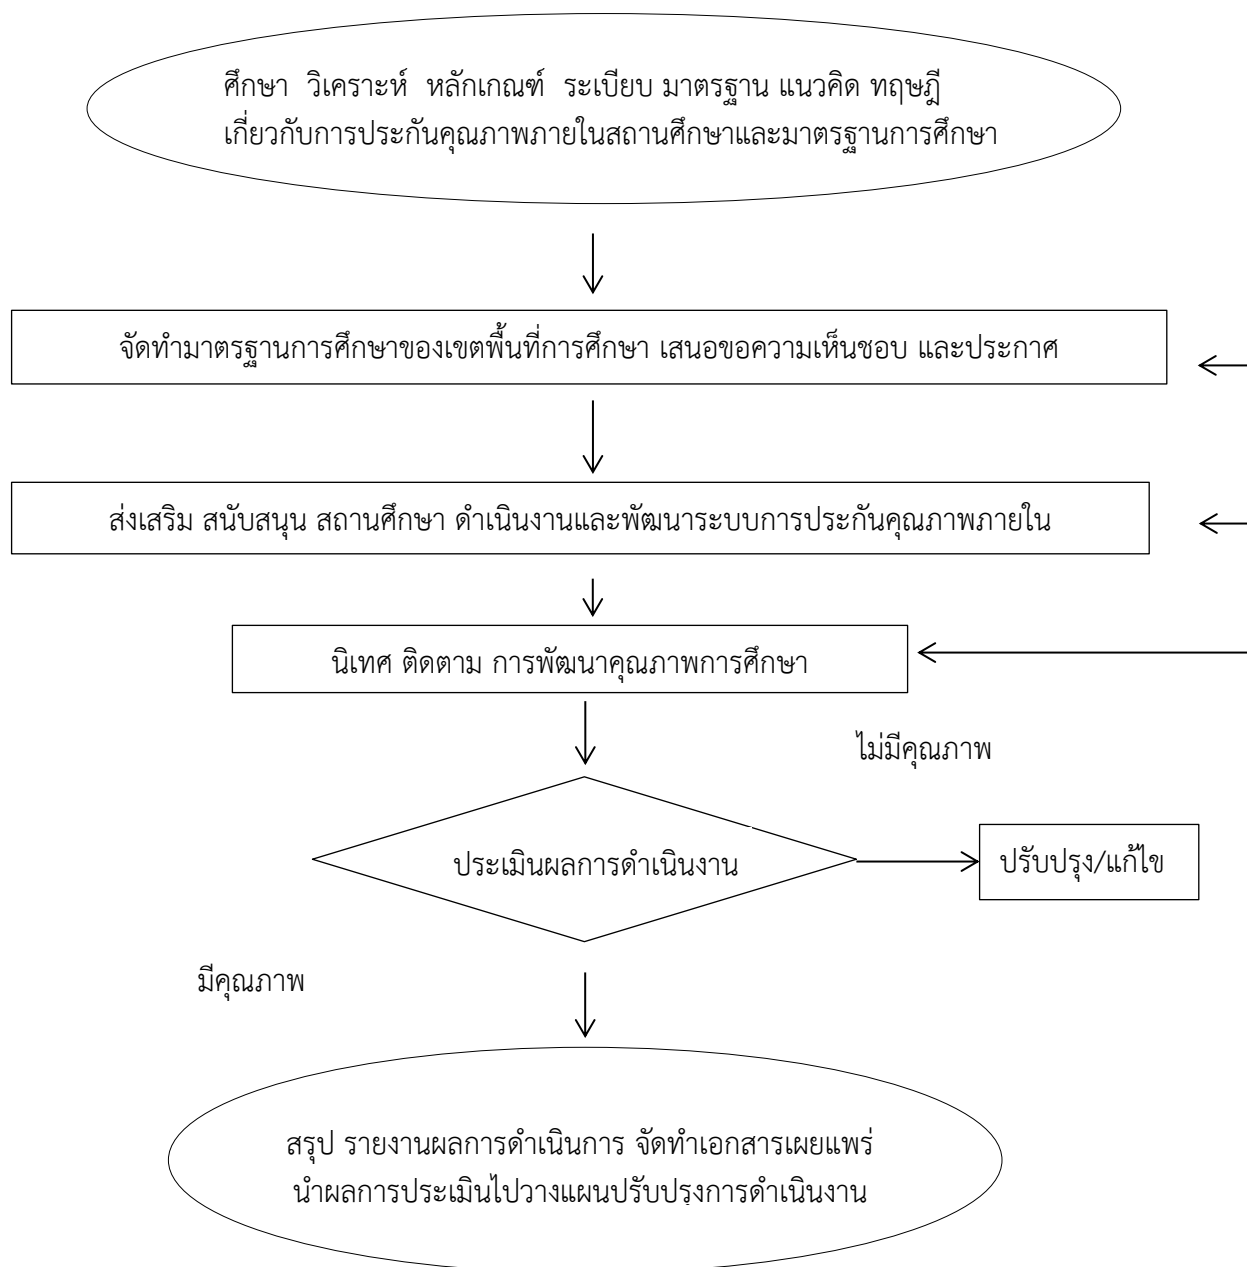 ศึกษา วิเคราะห์ หลักเกณฑ์ ระเบียบ มาตรฐาน แนวคิด ทฤษฎี
เกี่ยวกับการประกันคุณภาพภายในสถานศึกษาและมาตรฐานการศึกษา
จัดทำมาตรฐานการศึกษาของเขตพื้นที่การศึกษา เสนอขอความเห็นชอบ และประกาศ
ส่งเสริม สนับสนุน สถานศึกษา ดำเนินงานและพัฒนาระบบการประกันคุณภาพภายใน
นิเทศ ติดตาม การพัฒนาคุณภาพการศึกษา
ไม่มีคุณภาพ
ประเมินผลการดำเนินงาน
ปรับปรุง/แก้ไข
มีคุณภาพ
สรุป รายงานผลการดำเนินการ จัดทำเอกสารเผยแพร่
นำผลการประเมินไปวางแผนปรับปรุงการดำเนินงาน